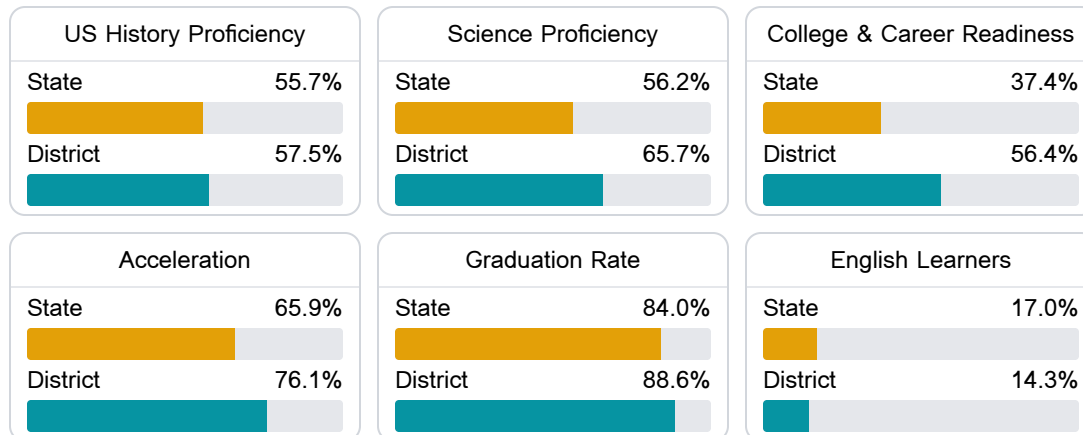 US History Proficiency
State 55.7%
District 57.5%
Science Proficiency
State 56.2%
District 65.7%
College & Career Readiness
State 37.4%
District 56.4%
Acceleration
State 65.9%
District 76.1%
Graduation Rate
State 84.0%
District 88.6%
English Learners
State 17.0%
District 14.3%